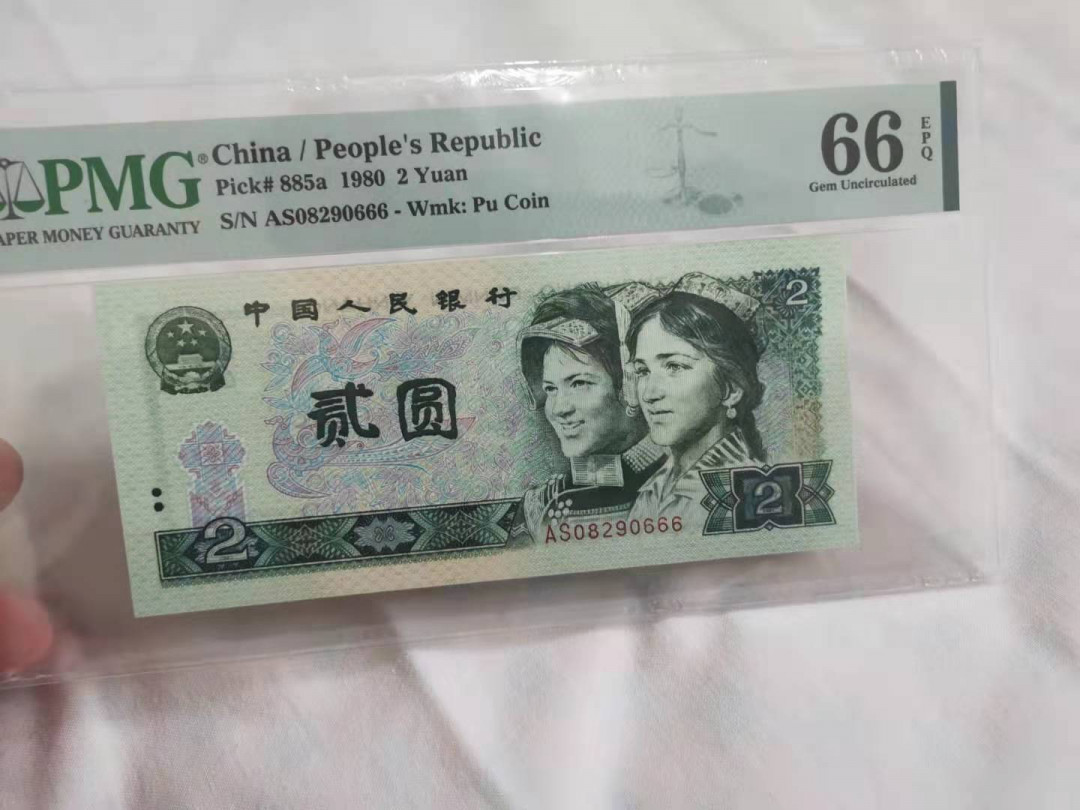 PMG® China / People's Republic
Pick# 885a 1980 2 Yuan
S/N AS08290666 - Wmk: Pu Coin
APER MONEY GUARANTY
66 EPQ
Gem Uncirculated
中国人民银行
2
贰圆
2
2
AS08290666